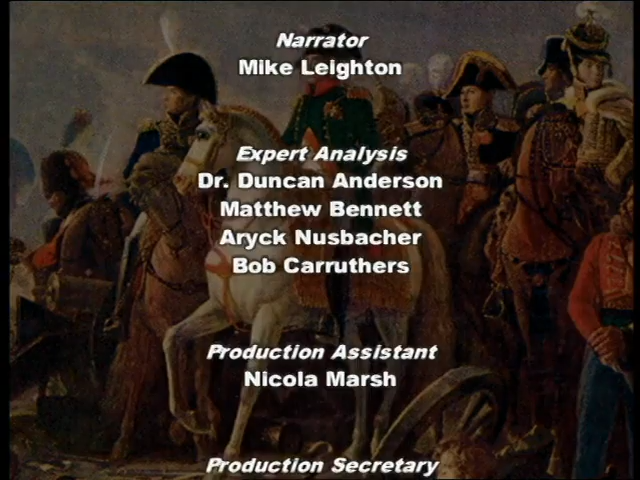 Narrator
Mike Leighton
Expert Analysis
Dr. Duncan Anderson
Matthew Bennett
Aryck Nusbacher
Bob Carruthers
Production Assistant
Nicola Marsh
Production Secretary